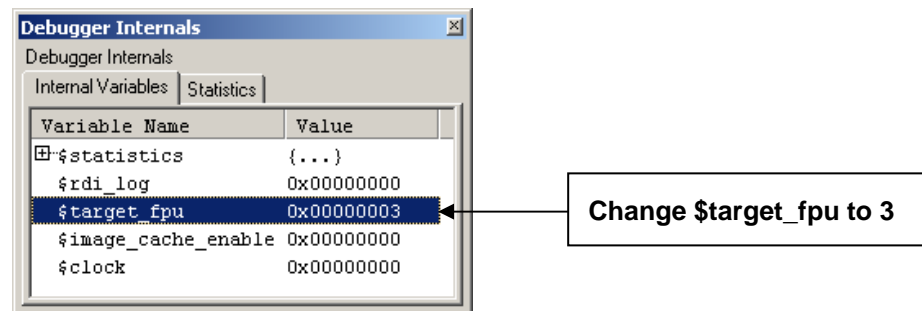 Debugger Internals
Debugger Internals
Internal Variables Statistics
Variable Name Value
$statistics {...}
$rdi_log 0x00000000
$target_fpu 0x00000003
$image_cache_enable 0x00000000
$clock 0x00000000
Change $target_fpu to 3